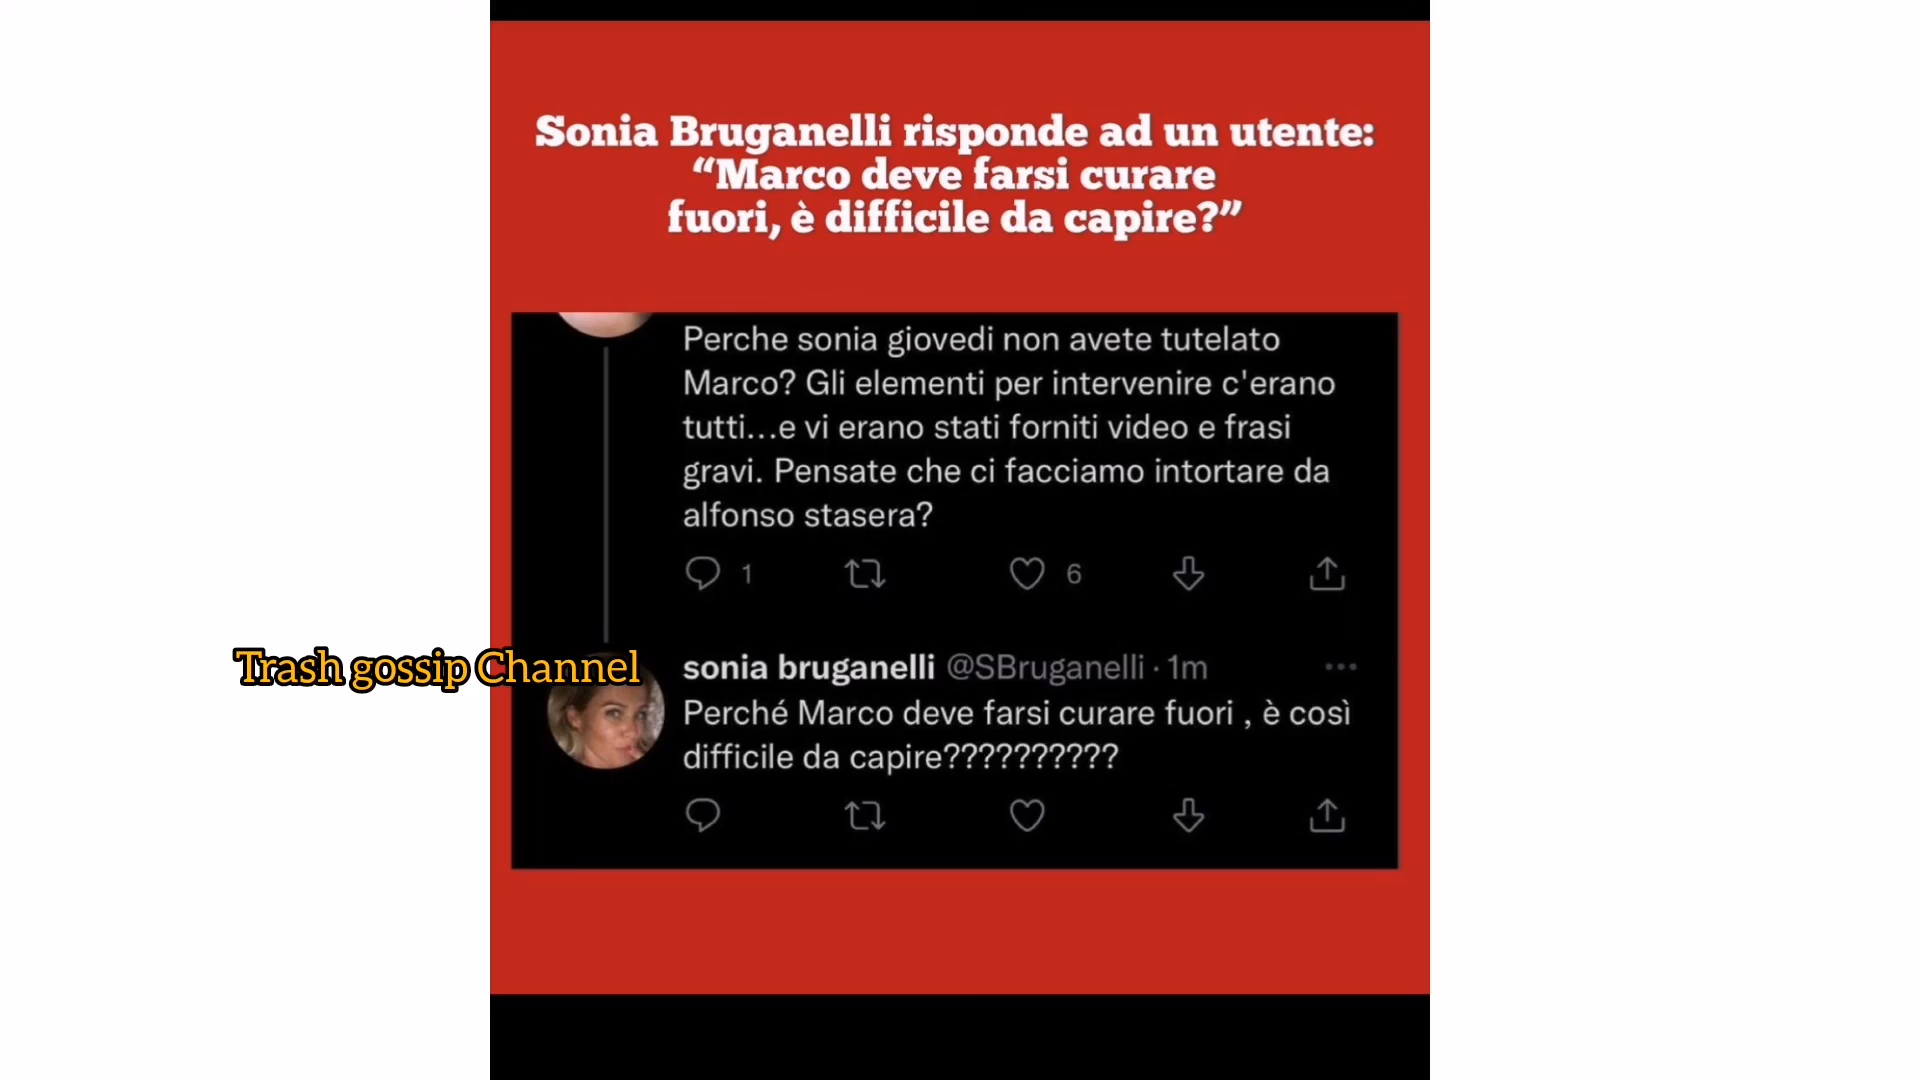 Sonia Bruganelli risponde ad un utente:
“Marco deve farsi curare
fuori, è difficile da capire?”
Perche sonia giovedi non avete tutelato
Marco? Gli elementi per intervenire c'erano
tutti...e vi erano stati forniti video e frasi
gravi. Pensate che ci facciamo intortare da
alfonso stasera?
1
6
Trash gossip Channel
sonia bruganelli @SBruganelli · 1m
Perché Marco deve farsi curare fuori , è così
difficile da capire??????????